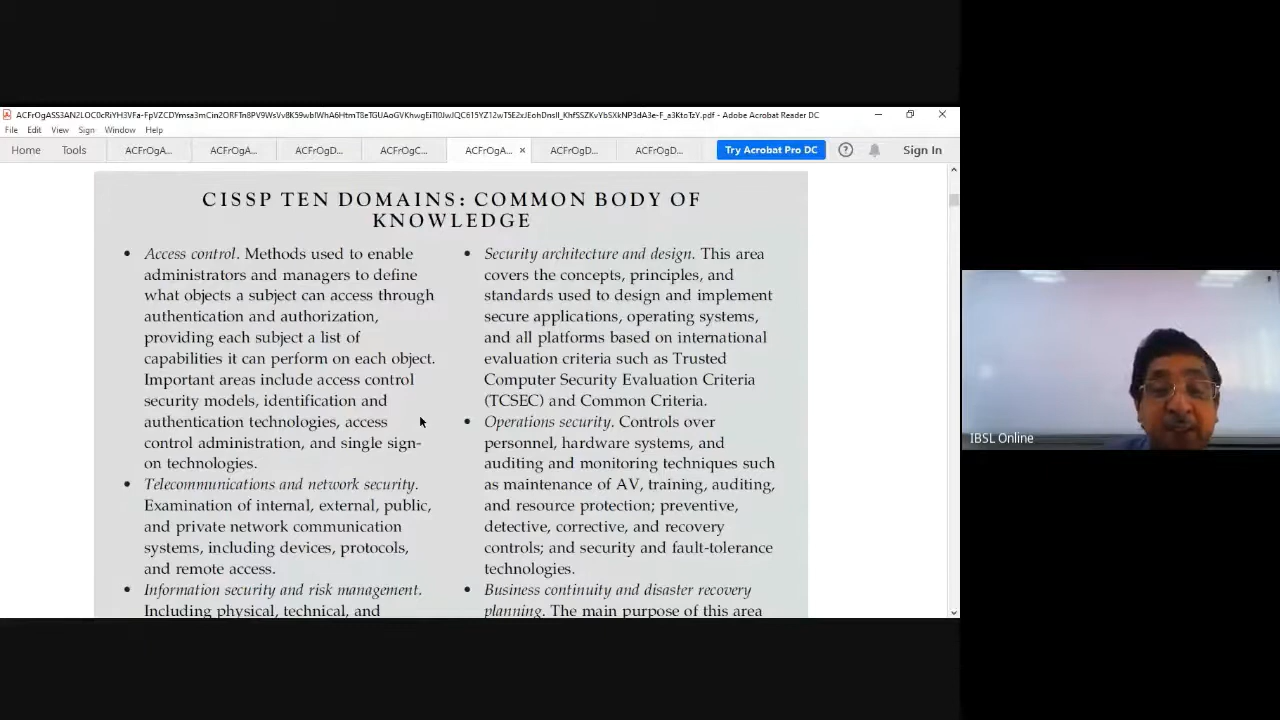 File Edit View Sign Window Help
Home Tools ACFrOgA... ACFrOgA... ACFrOgD... ACFrOgC... ACFrOgA... × ACFrOgD... ACFrOgD... Try Acrobat Pro DC Sign In
CISSP TEN DOMAINS: COMMON BODY OF
KNOWLEDGE
• Access control. Methods used to enable
administrators and managers to define
what objects a subject can access through
authentication and authorization,
providing each subject a list of
capabilities it can perform on each object.
Important areas include access control
security models, identification and
authentication technologies, access
control administration, and single sign-
on technologies.
• Telecommunications and network security.
Examination of internal, external, public,
and private network communication
systems, including devices, protocols,
and remote access.
• Information security and risk management.
Including physical, technical, and
• Security architecture and design. This area
covers the concepts, principles, and
standards used to design and implement
secure applications, operating systems,
and all platforms based on international
evaluation criteria such as Trusted
Computer Security Evaluation Criteria
(TCSEC) and Common Criteria.
• Operations security. Controls over
personnel, hardware systems, and
auditing and monitoring techniques such
as maintenance of AV, training, auditing,
and resource protection; preventive,
detective, corrective, and recovery
controls; and security and fault-tolerance
technologies.
• Business continuity and disaster recovery
planning. The main purpose of this area
IBSL Online